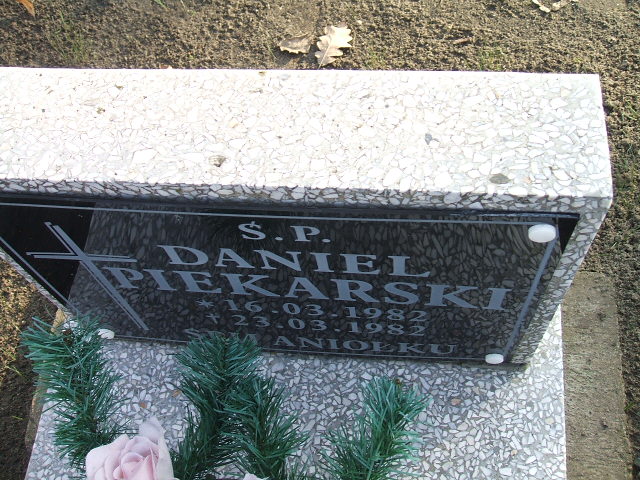 Ś.P.
DANIEL
PIEKARSKI
* 16.03.1982
+ 23.03.1982
ANIOŁKU